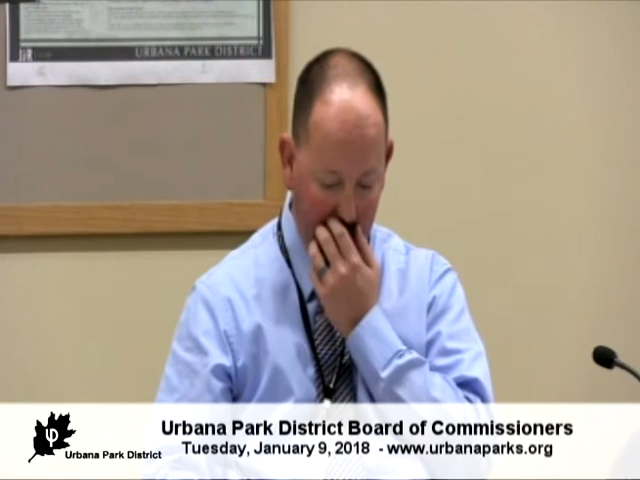 URBANA PARK DISTRICT
Urbana Park District Board of Commissioners
Tuesday, January 9, 2018 - www.urbanaparks.org
Urbana Park District